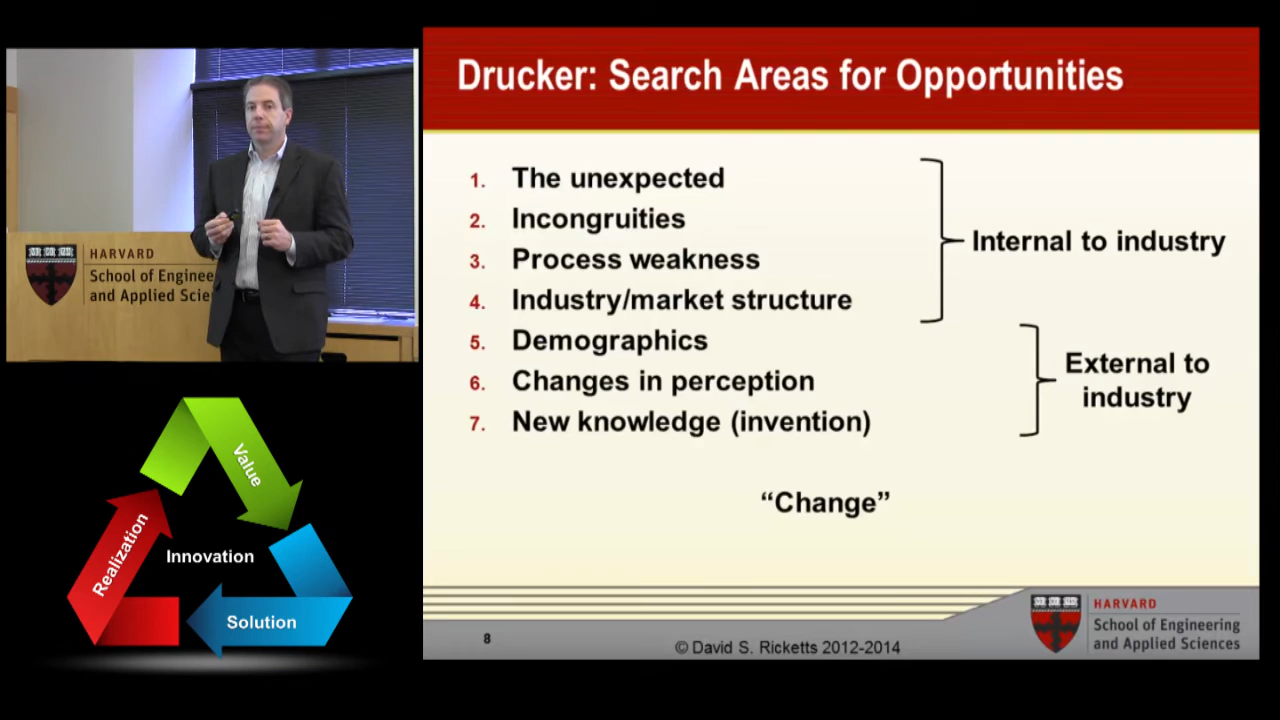 Drucker: Search Areas for Opportunities
1. The unexpected
2. Incongruities
3. Process weakness
4. Industry/market structure
5. Demographics
6. Changes in perception
7. New knowledge (invention)
Internal to industry
External to
industry
“Change”
8
© David S. Ricketts 2012-2014
HARVARD
School of Engineering
and Applied Sciences
HARVARD
School of Enginee
and Applied Scie
Value
Realization
Innovation
Solution